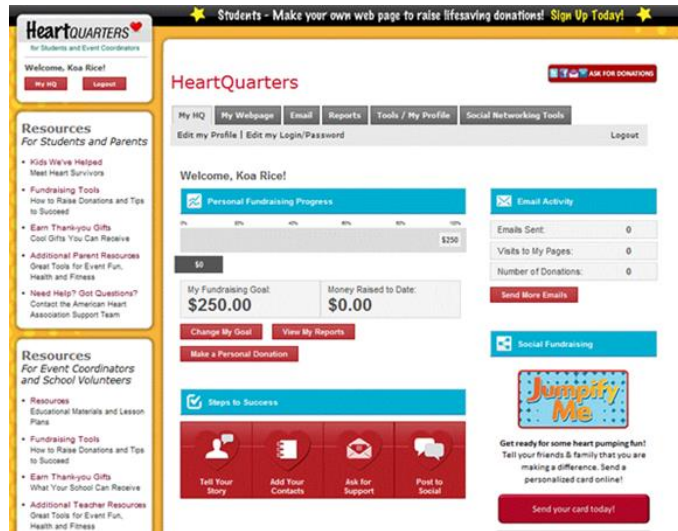 Students - Make your own web page to raise lifesaving donations! Sign Up Today!
HeartQUARTERS
for Students and Event Coordinators
Welcome, Koa Rice!
My HQ Logout
Resources
For Students and Parents
Kids We've Helped
Meet Heart Survivors
Fundraising Tools
How to Raise Donations and Tips
to Succeed
Earn Thank-you Gifts
Cool Gifts You Can Receive
Additional Parent Resources
Great Tools for Event Fun,
Health and Fitness
Need Help? Got Questions?
Contact the American Heart
Association Support Team
Resources
For Event Coordinators
and School Volunteers
Resources
Educational Materials and Lesson
Plans
Fundraising Tools
How to Raise Donations and Tips
to Succeed
Earn Thank-you Gifts
What Your School Can Receive
Additional Teacher Resources
Great Tools for Event Fun,
Health and Fitness
HeartQuarters
ASK FOR DONATIONS
My HQ My Webpage Email Reports Tools / My Profile Social Networking Tools
Edit my Profile | Edit my Login/Password Logout
Welcome, Koa Rice!
Personal Fundraising Progress
0% 20% 40% 60% 80% 100%
$250
$0
My Fundraising Goal: Money Raised to Date:
$250.00 $0.00
Change My Goal View My Reports
Make a Personal Donation
Steps to Success
Tell Your Add Your Ask for Post to
Story Contacts Support Social
Email Activity
Emails Sent: 0
Visits to My Pages: 0
Number of Donations: 0
Send More Emails
Social Fundraising
Jumpify
Me
Get ready for some heart pumping fun!
Tell your friends & family that you are
making a difference. Send a
personalized card online!
Send your card today!